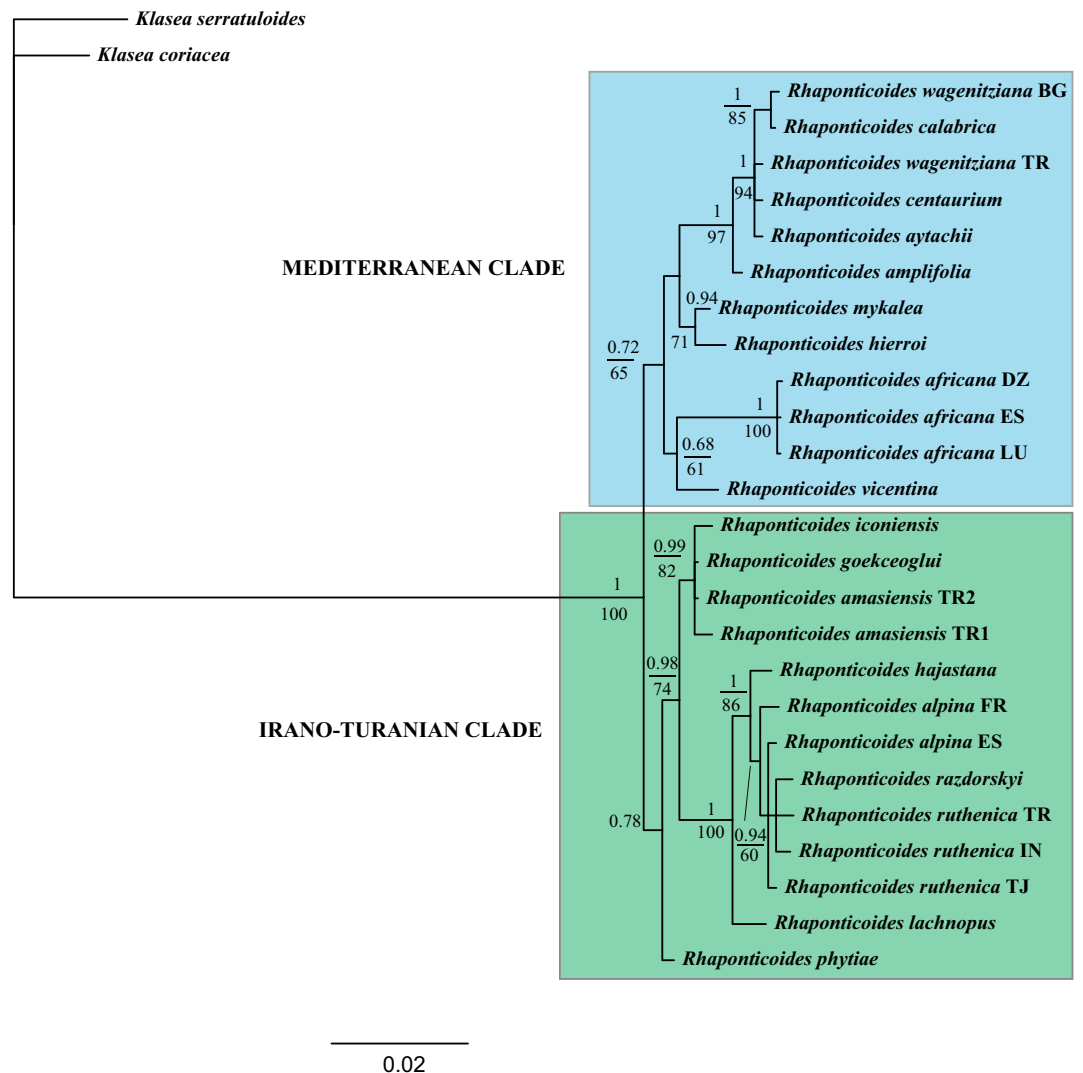 Klasea serratuloides
Klasea coriacea
Rhaponticoides wagenitziana BG
1
85
Rhaponticoides calabrica
1
Rhaponticoides wagenitziana TR
94
Rhaponticoides centaurium
1
97
Rhaponticoides aytachii
MEDITERRANEAN CLADE
Rhaponticoides amplifolia
0.94
Rhaponticoides mykalea
71
Rhaponticoides hierroi
0.72
65
Rhaponticoides africana DZ
1
100
Rhaponticoides africana ES
0.68
61
Rhaponticoides africana LU
Rhaponticoides vicentina
Rhaponticoides iconiensis
0.99
82
Rhaponticoides goekceoglui
1
100
Rhaponticoides amasiensis TR2
Rhaponticoides amasiensis TR1
0.98
74
Rhaponticoides hajastana
1
86
Rhaponticoides alpina FR
IRANO-TURANIAN CLADE
Rhaponticoides alpina ES
Rhaponticoides razdorskyi
0.78
1
100
Rhaponticoides ruthenica TR
0.94
60
Rhaponticoides ruthenica IN
Rhaponticoides ruthenica TJ
Rhaponticoides lachnopus
Rhaponticoides phytiae
0.02